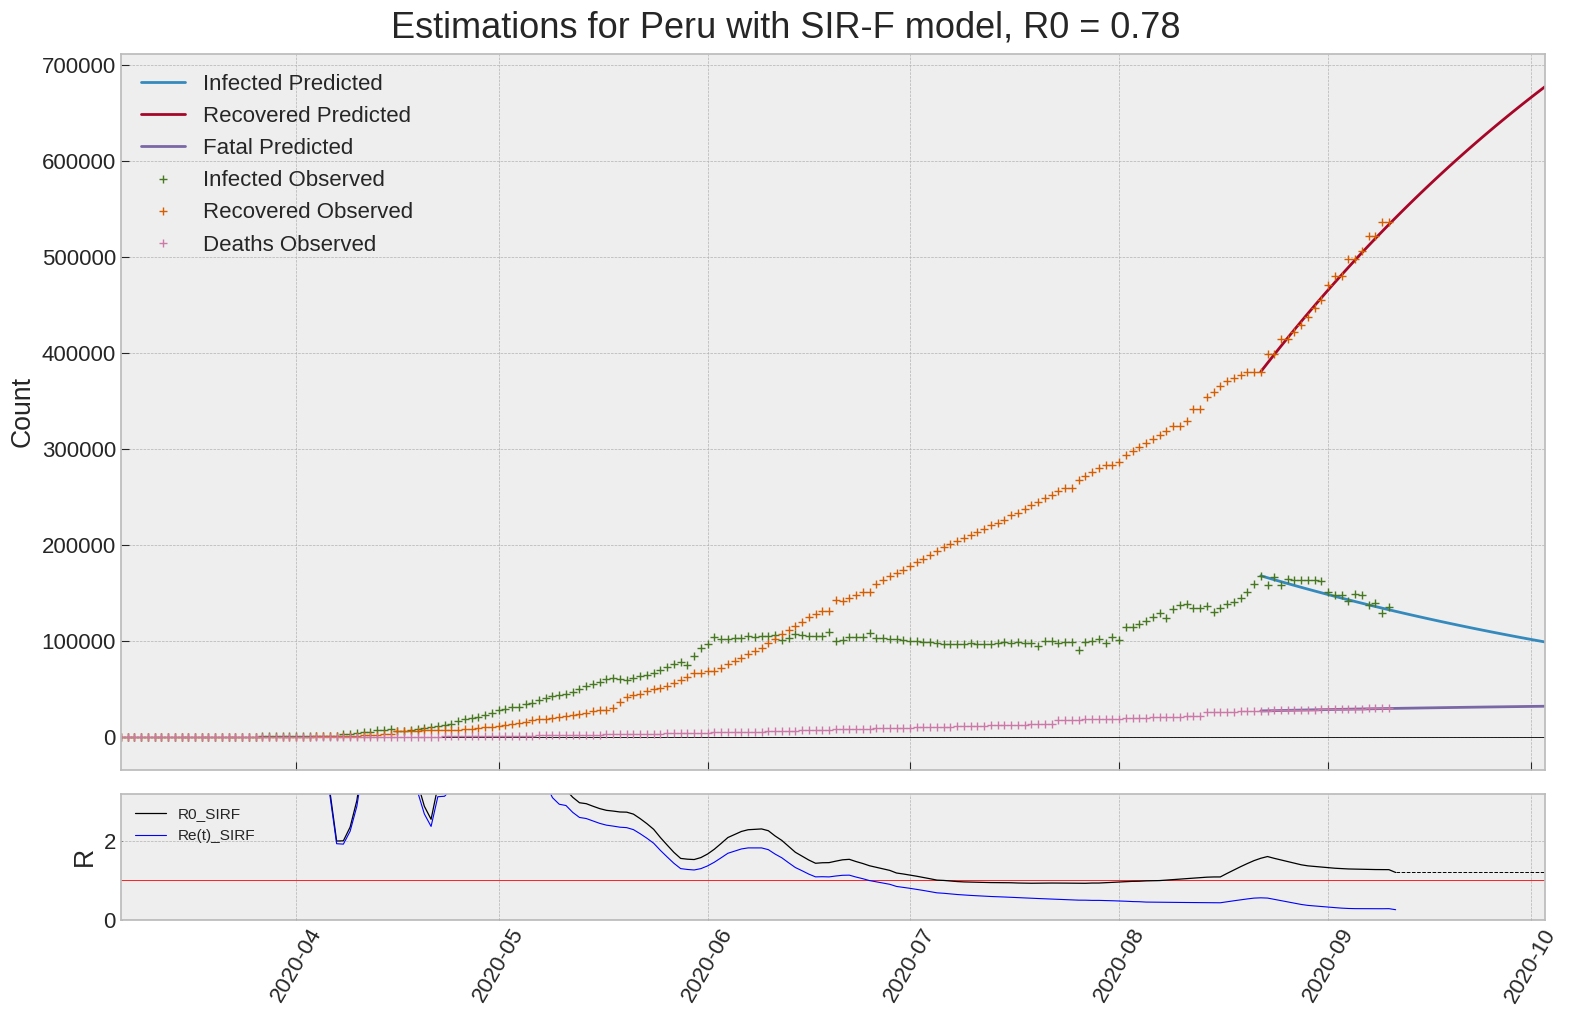 Estimations for Peru with SIR-F model, R0 = 0.78
700000
600000
500000
400000
300000
200000
100000
0
Count
Infected Predicted
Recovered Predicted
Fatal Predicted
Infected Observed
Recovered Observed
Deaths Observed
2
0
R
R0_SIRF
Re(t)_SIRF
2020-04
2020-05
2020-06
2020-07
2020-08
2020-09
2020-10